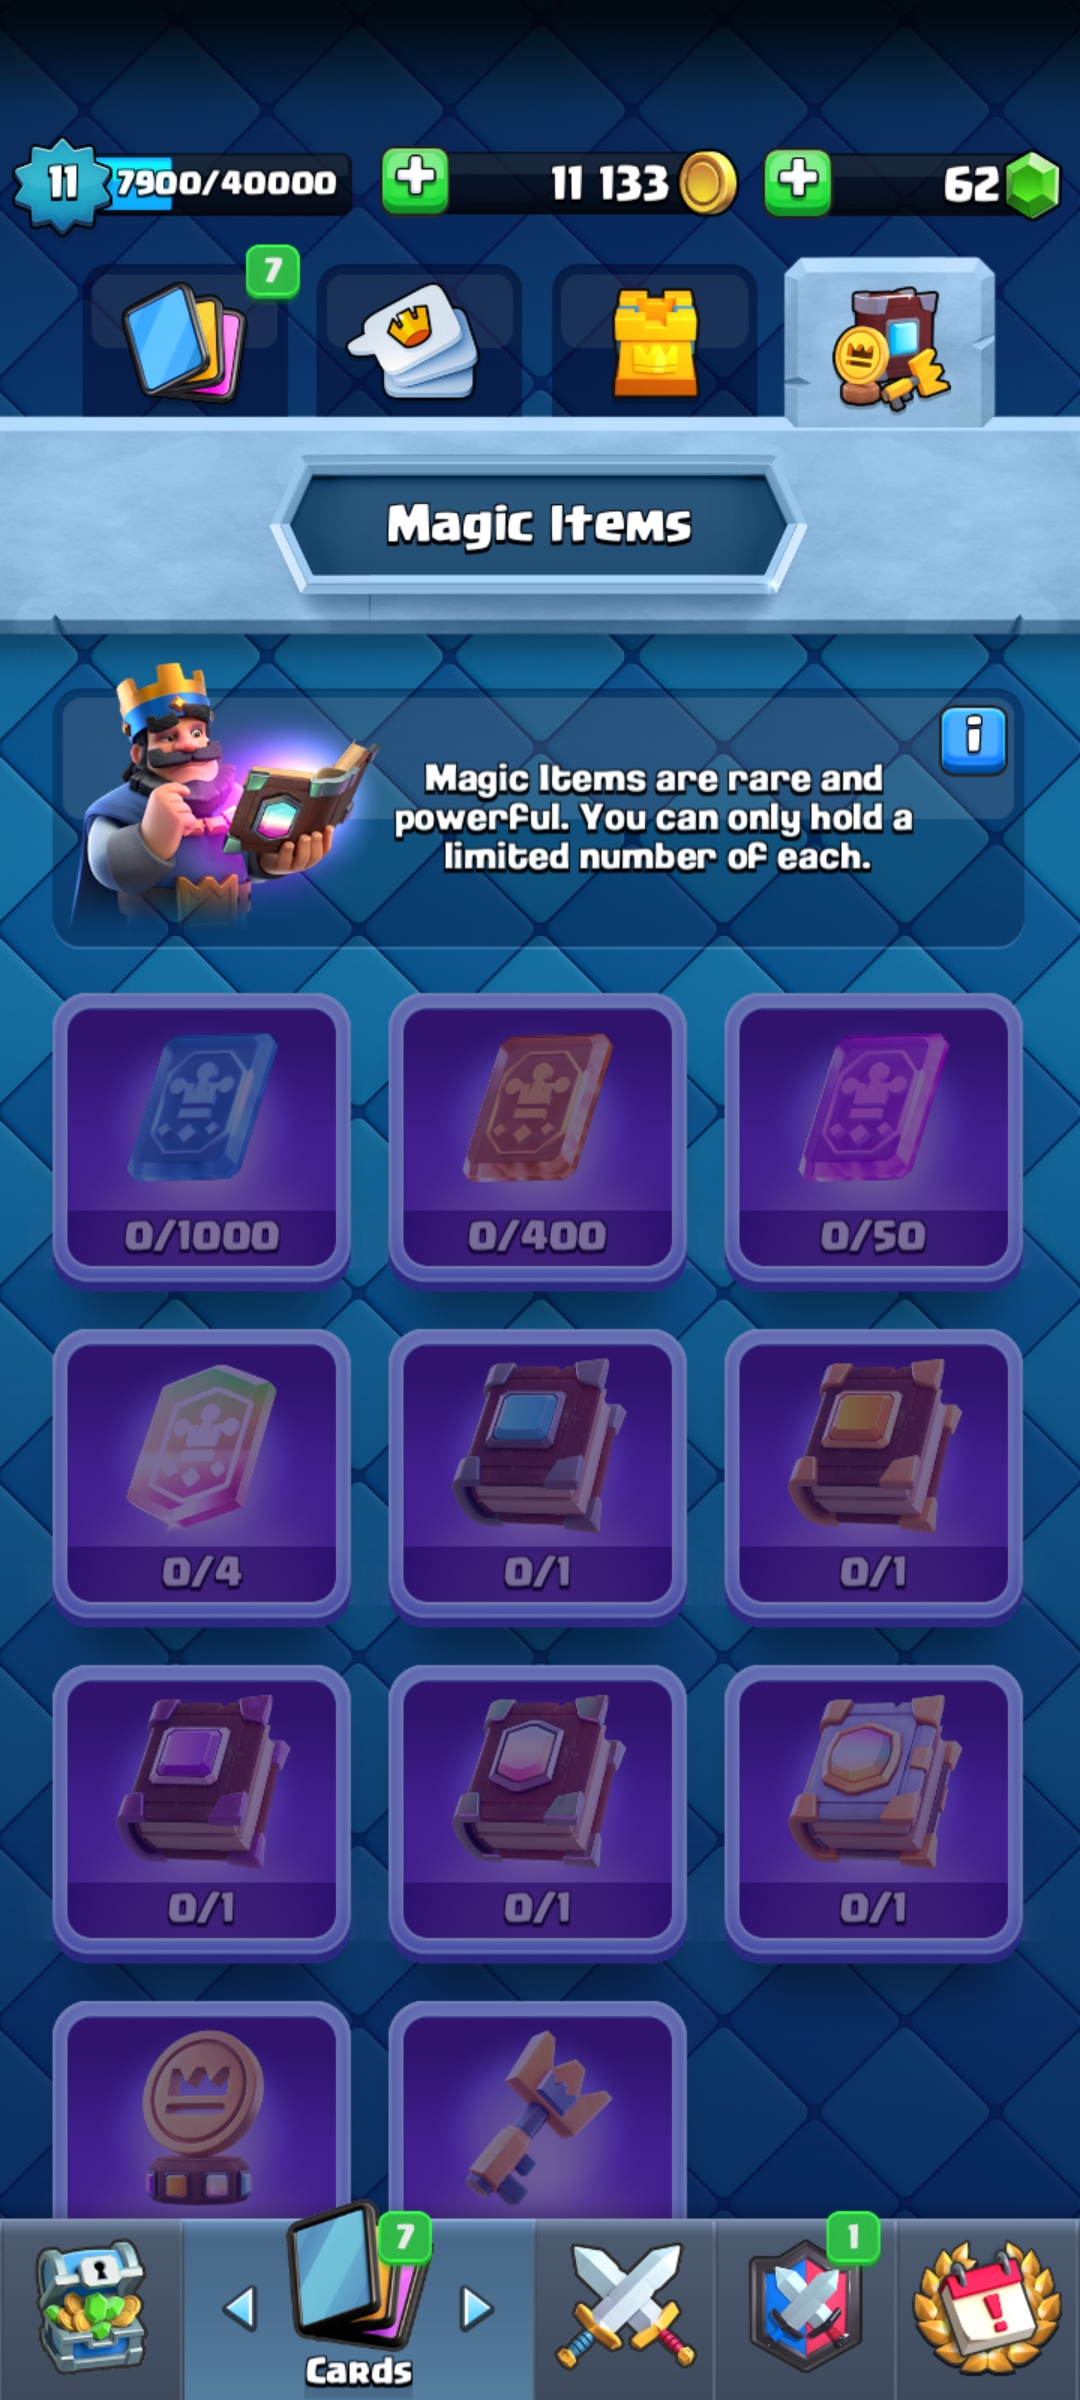 11
7900/40000
11 133
62
7
Magic Items
i
Magic Items are rare and
powerful. You can only hold a
limited number of each.
0/1000
0/400
0/50
0/4
0/1
0/1
0/1
0/1
0/1
7
1
Cards